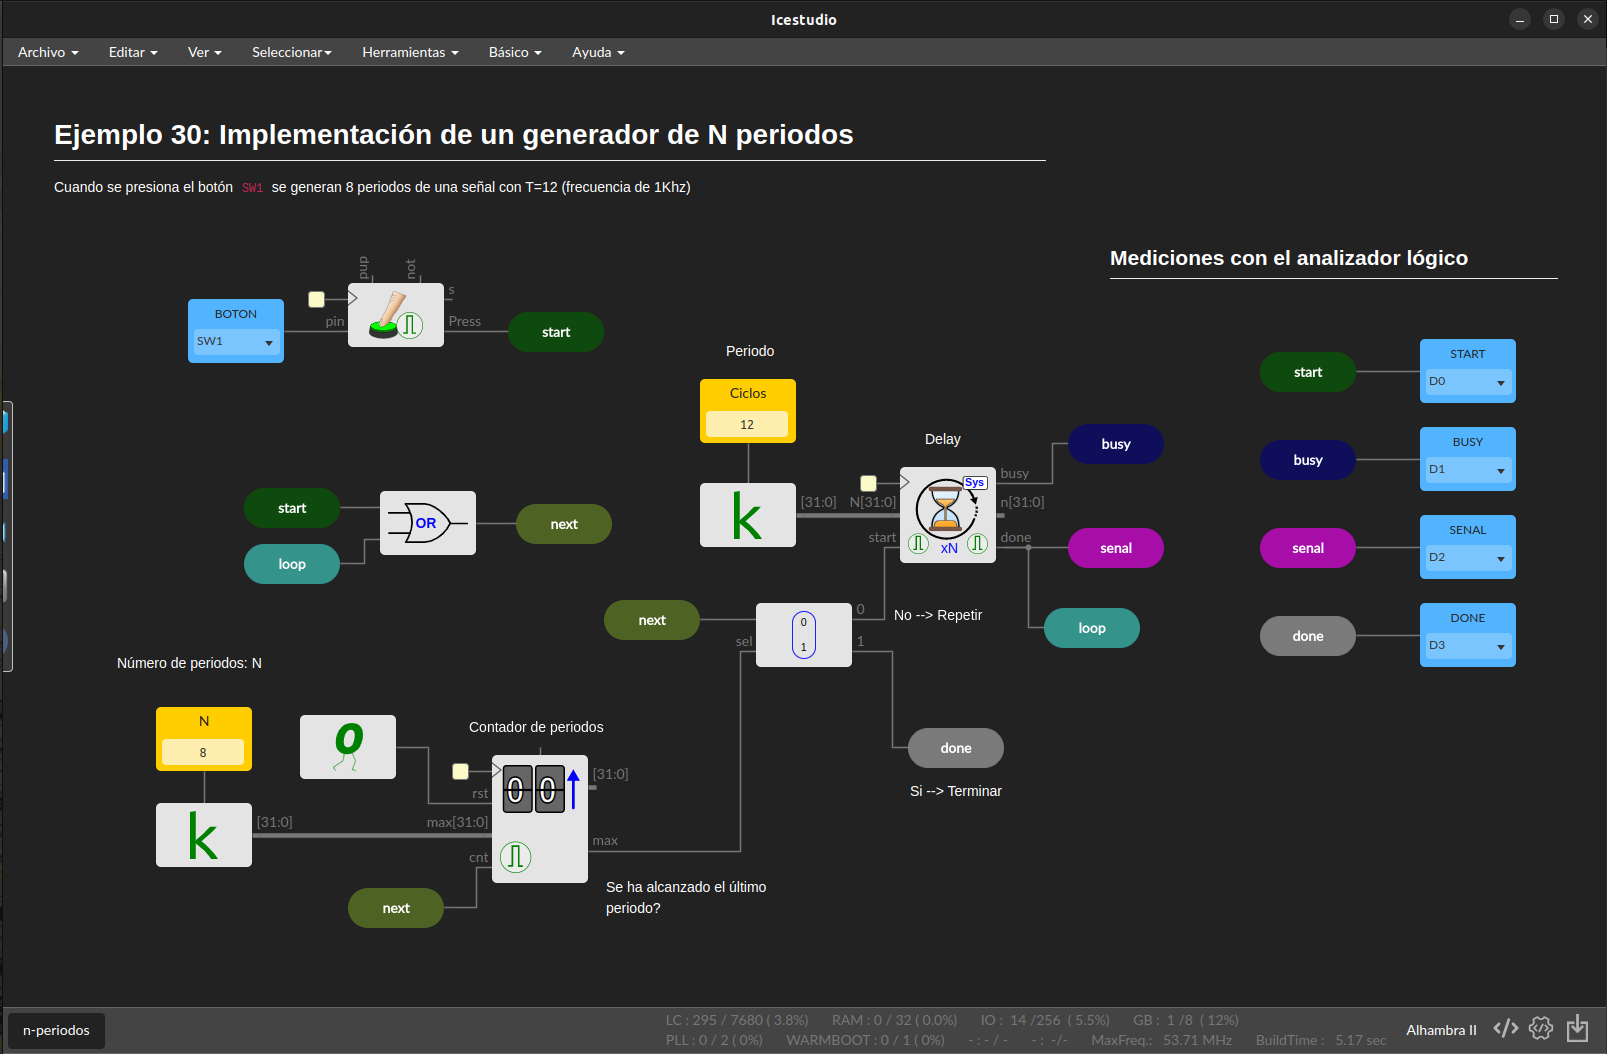 Icestudio
Archivo Editar Ver Seleccionar Herramientas Básico Ayuda
Ejemplo 30: Implementación de un generador de N periodos
Cuando se presiona el botón SW1 se generan 8 periodos de una señal con T=12 (frecuencia de 1Khz)
Mediciones con el analizador lógico
pup
not
s
BOTON
SW1
pin
Press
start
Periodo
Ciclos
12
k
[31:0]
Delay
N[31:0]
start
Sys
xN
busy
n[31:0]
done
busy
senal
loop
start
START
D0
busy
BUSY
D1
senal
SENAL
D2
done
DONE
D3
start
loop
OR
next
next
sel
0
1
0
1
No --> Repetir
done
Si --> Terminar
Número de periodos: N
N
8
k
[31:0]
0
Contador de periodos
rst
max[31:0]
cnt
0 0
[31:0]
max
next
Se ha alcanzado el último
periodo?
n-periodos
LC : 295 / 7680 ( 3.8%) RAM : 0 / 32 ( 0.0%) IO : 14 /256 ( 5.5%) GB : 1 /8 ( 12%)
PLL : 0 / 2 ( 0%) WARMBOOT : 0 / 1 ( 0%) - : - / - - : -/- MaxFreq.: 53.71 MHz BuildTime : 5.17 sec
Alhambra II